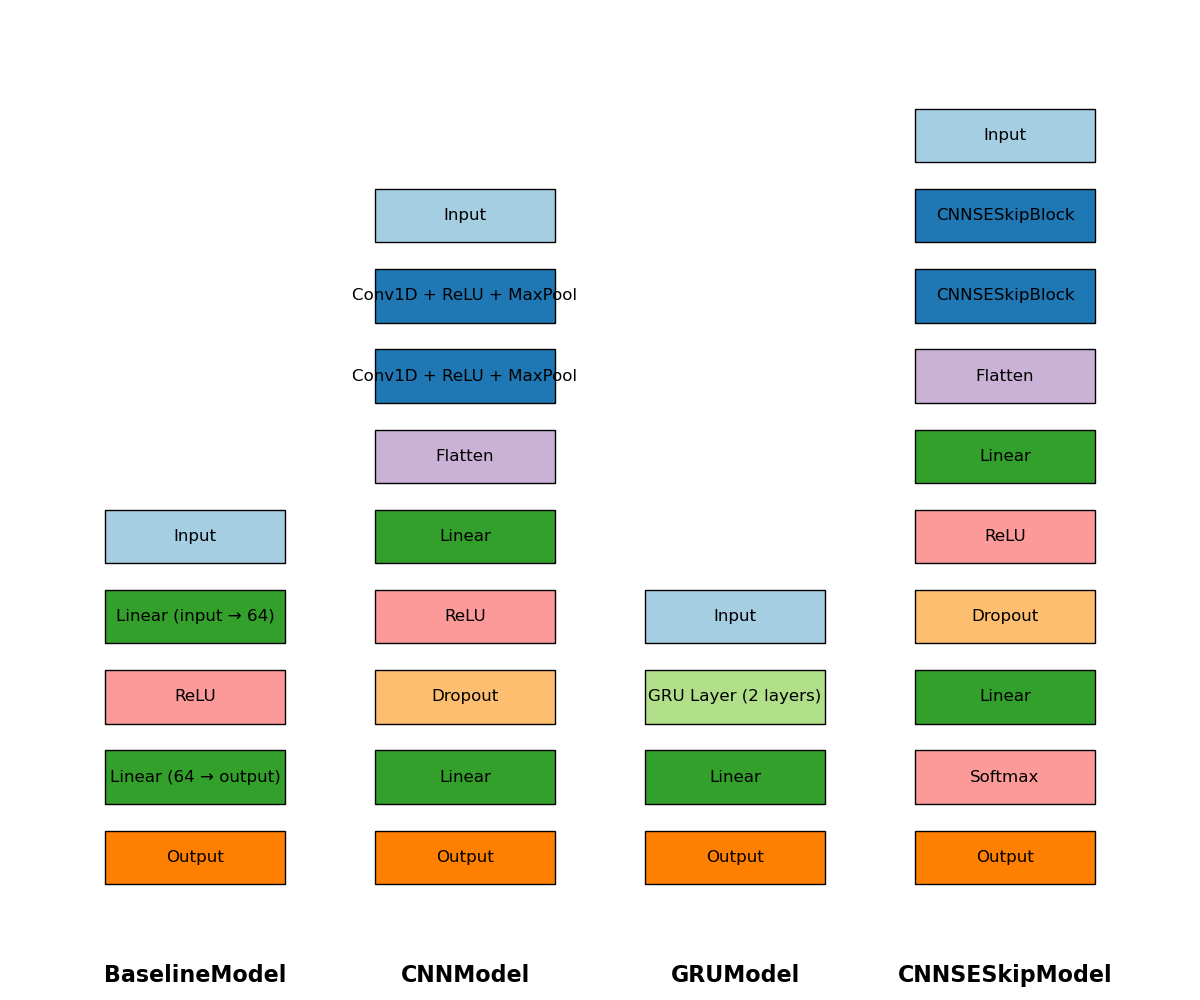 Input
Linear (input → 64)
ReLU
Linear (64 → output)
Output
BaselineModel
Input
Conv1D + ReLU + MaxPool
Conv1D + ReLU + MaxPool
Flatten
Linear
ReLU
Dropout
Linear
Output
CNNModel
Input
GRU Layer (2 layers)
Linear
Output
GRUModel
Input
CNNSESkipBlock
CNNSESkipBlock
Flatten
Linear
ReLU
Dropout
Linear
Softmax
Output
CNNSESkipModel